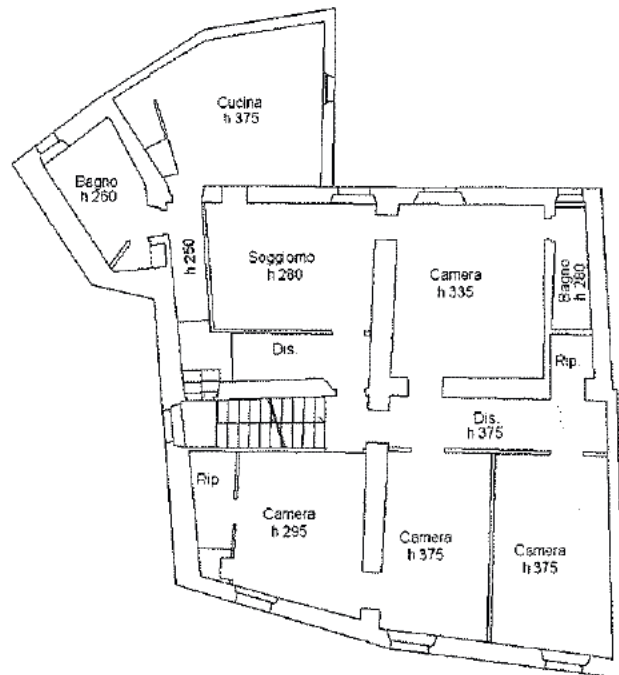 Cucina
h 375
Bagno
h 260
h 250
Soggiorno
h 280
Camera
h 335
Bagno
h 280
Dis.
Rip.
Dis.
h 375
Rip
Camera
h 295
Camera
h 375
Camera
h 375